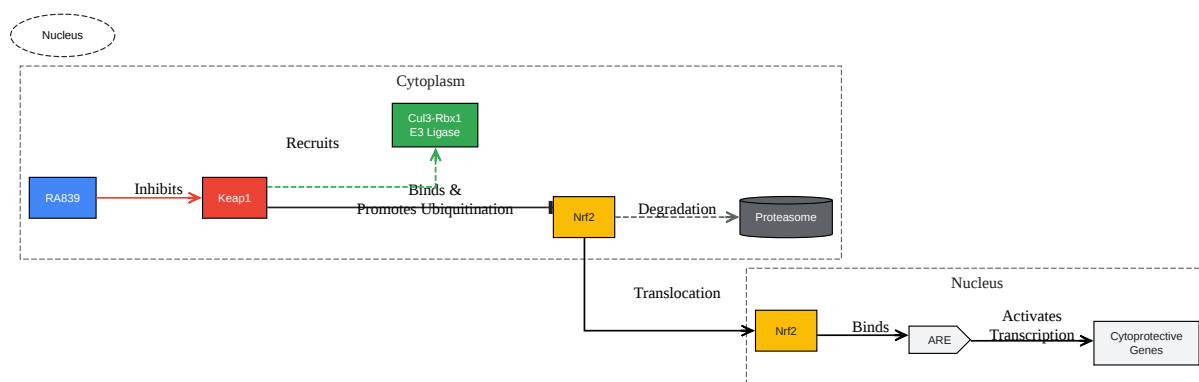 Nucleus
Cytoplasm
Cul3-Rbx1
E3 Ligase
Recruits
RA839
Inhibits
Keap1
Binds &
Promotes Ubiquitination
Nrf2
Degradation
Proteasome
Nucleus
Translocation
Nrf2
Binds
ARE
Activates
Transcription
Cytoprotective
Genes